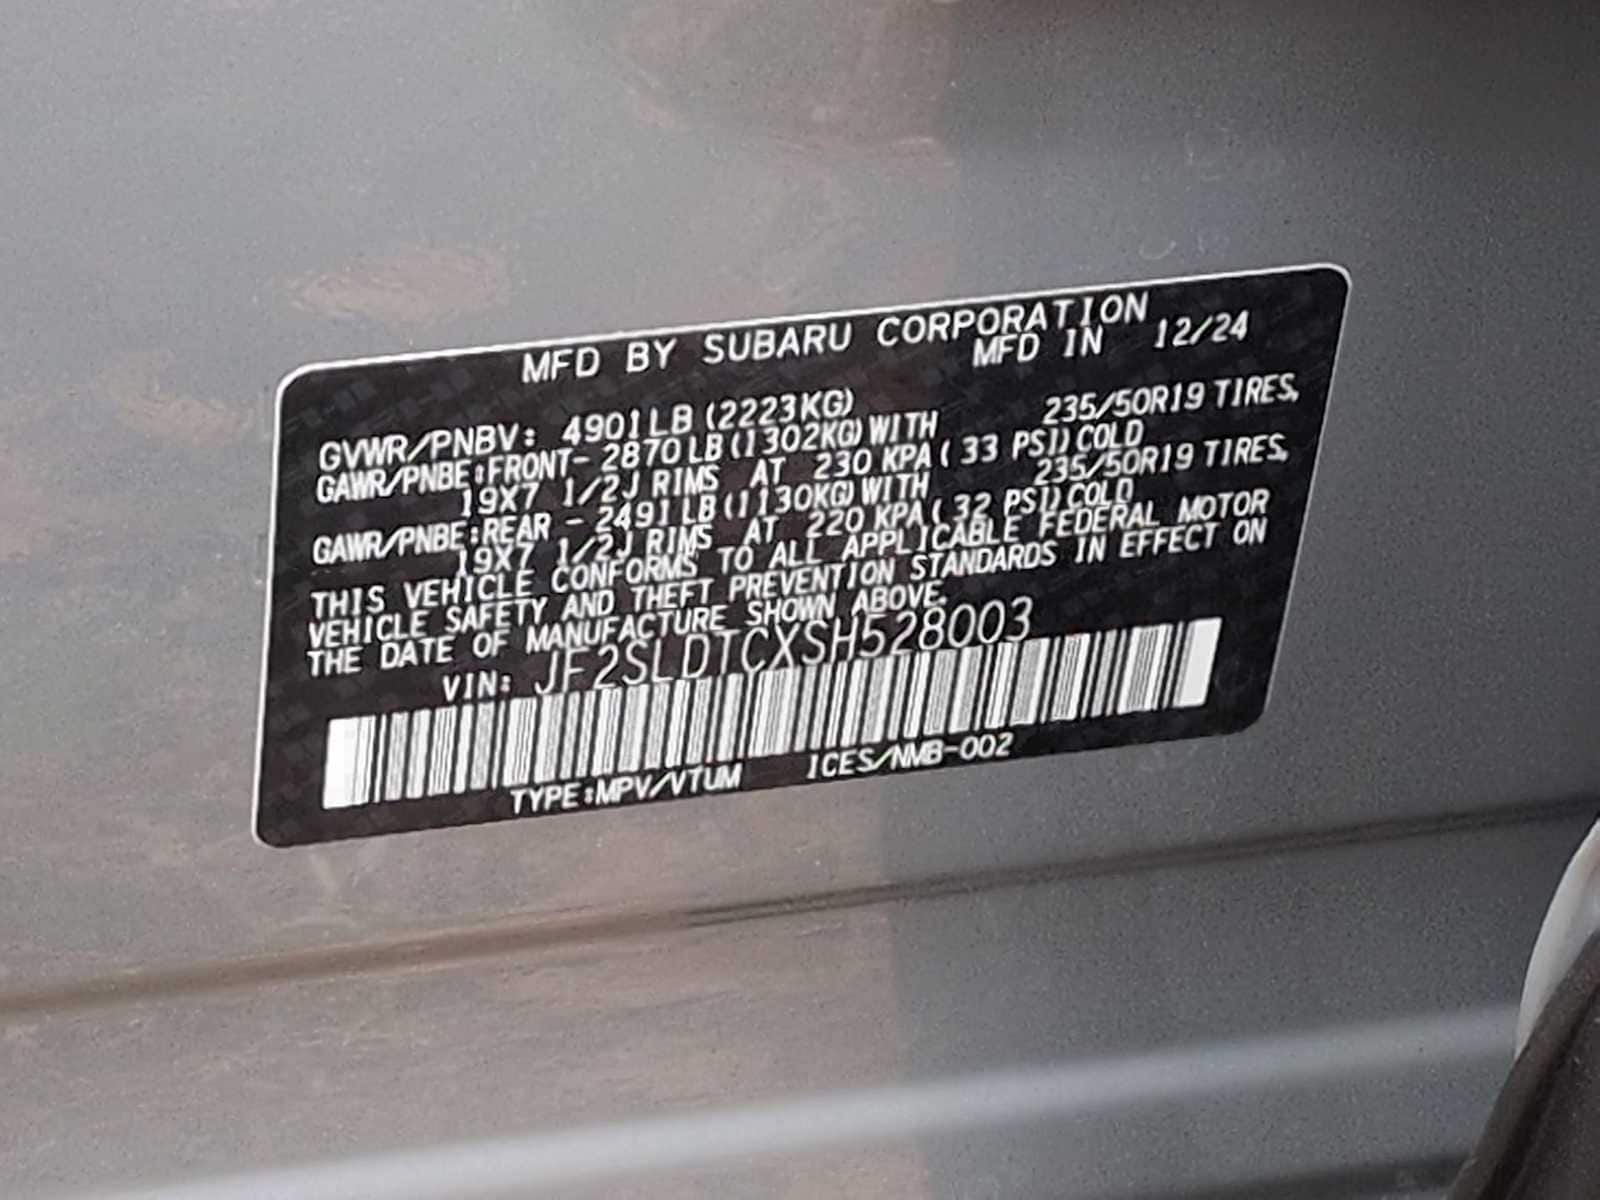 MFD BY SUBARU CORPORATION
MFD IN 12/24
GVWR/PNBV: 4901LB (2223KG)
GAWR/PNBE:FRONT- 2870LB(1302KG)WITH 235/50R19 TIRES,
19X7 1/2J RIMS AT 230 KPA( 33 PSI)COLD
GAWR/PNBE:REAR - 2491LB(1130KG)WITH 235/50R19 TIRES,
19X7 1/2J RIMS AT 220 KPA( 32 PSI)COLD
THIS VEHICLE CONFORMS TO ALL APPLICABLE FEDERAL MOTOR
VEHICLE SAFETY AND THEFT PREVENTION STANDARDS IN EFFECT ON
THE DATE OF MANUFACTURE SHOWN ABOVE.
VIN: JF2SLDTCXSH528003
TYPE:MPV/VTUM ICES/NMB-002